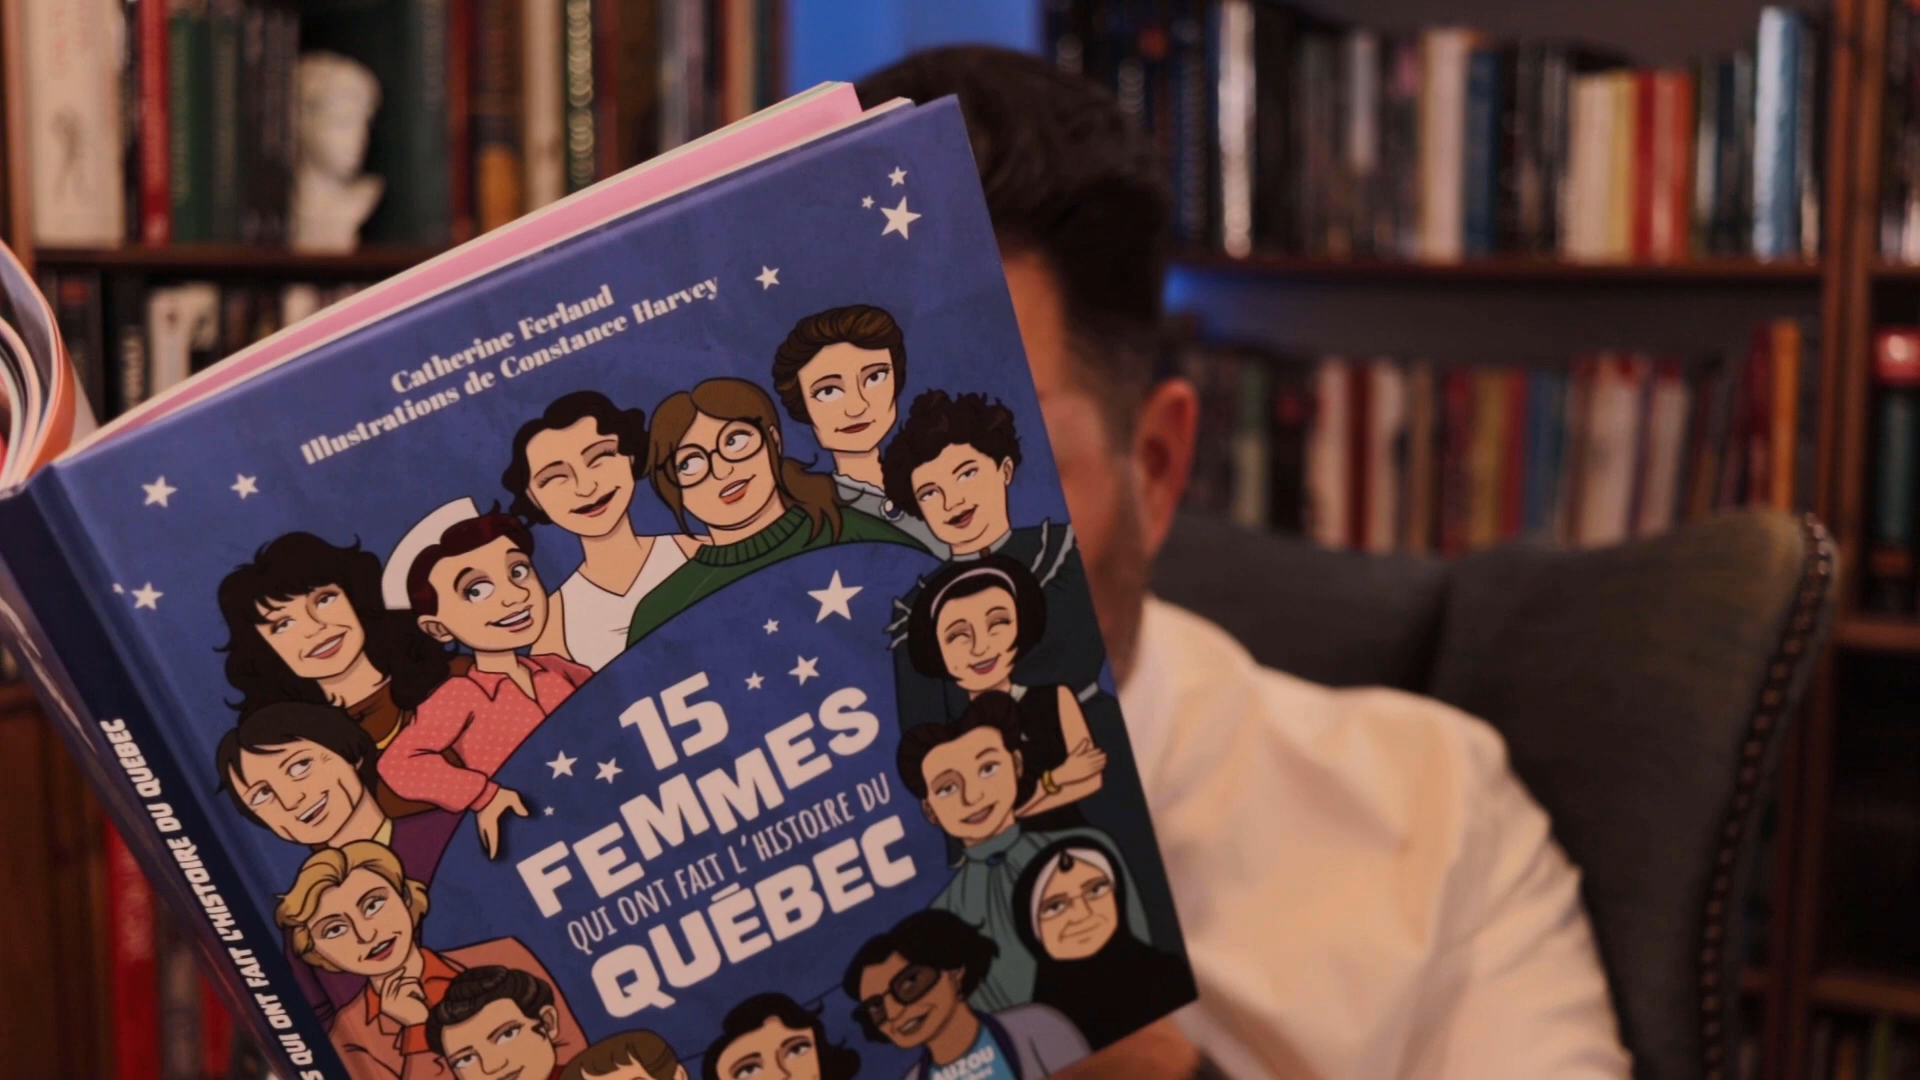 Catherine Ferland
Illustrations de Constance Harvey
15
FEMMES
QUI ONT FAIT L'HISTOIRE DU
QUÉBEC
QUI ONT FAIT L'HISTOIRE DU QUÉBEC
AUZOU